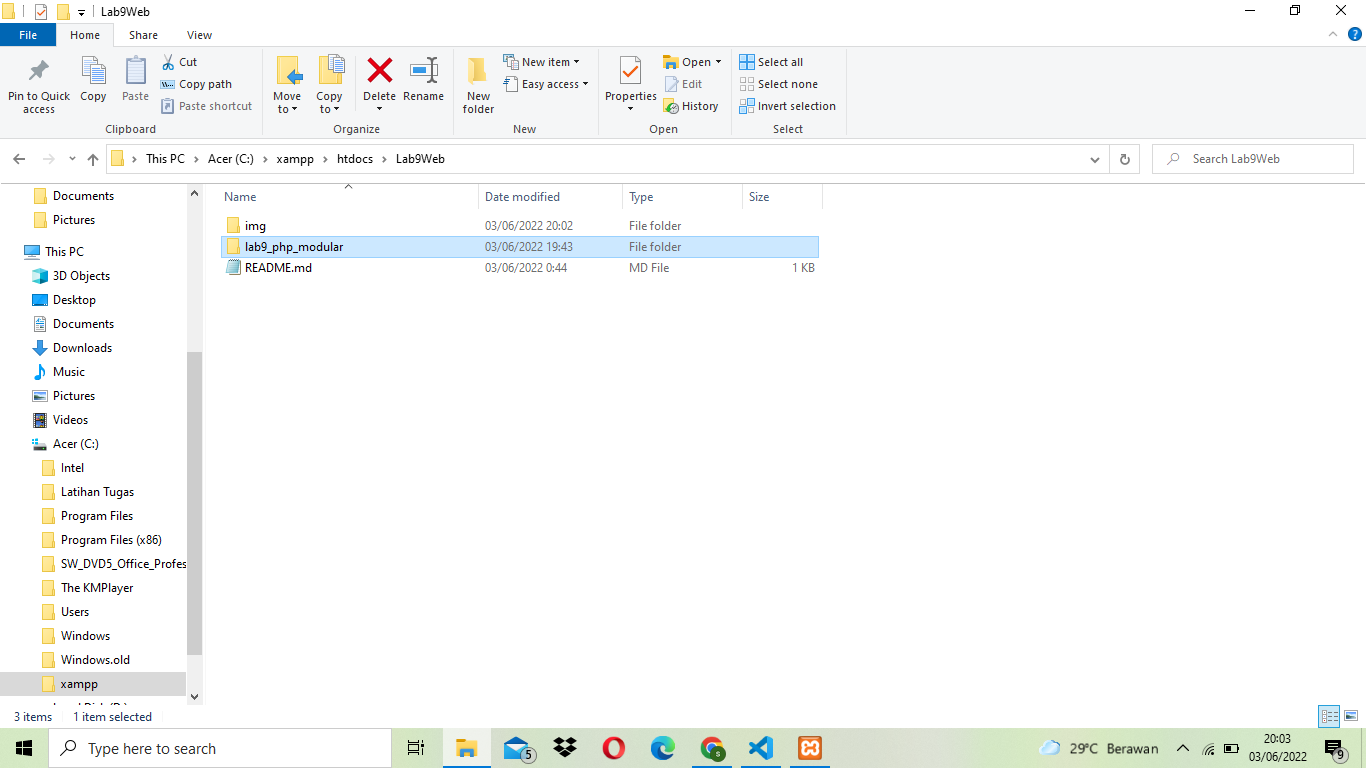 Lab9Web
File Home Share View
Pin to Quick access
Copy
Paste
Cut
Copy path
Paste shortcut
Clipboard
Move to
Copy to
Delete
Rename
Organize
New folder
New item
Easy access
New
Properties
Open
Edit
History
Open
Select all
Select none
Invert selection
Select
This PC > Acer (C:) > xampp > htdocs > Lab9Web
Search Lab9Web
Documents
Pictures
This PC
3D Objects
Desktop
Documents
Downloads
Music
Pictures
Videos
Acer (C:)
Intel
Latihan Tugas
Program Files
Program Files (x86)
SW_DVD5_Office_Profes
The KMPlayer
Users
Windows
Windows.old
xampp
Name Date modified Type Size
img 03/06/2022 20:02 File folder
lab9_php_modular 03/06/2022 19:43 File folder
README.md 03/06/2022 0:44 MD File 1 KB
3 items 1 item selected
Type here to search
5
S
29°C Berawan
20:03
03/06/2022
9